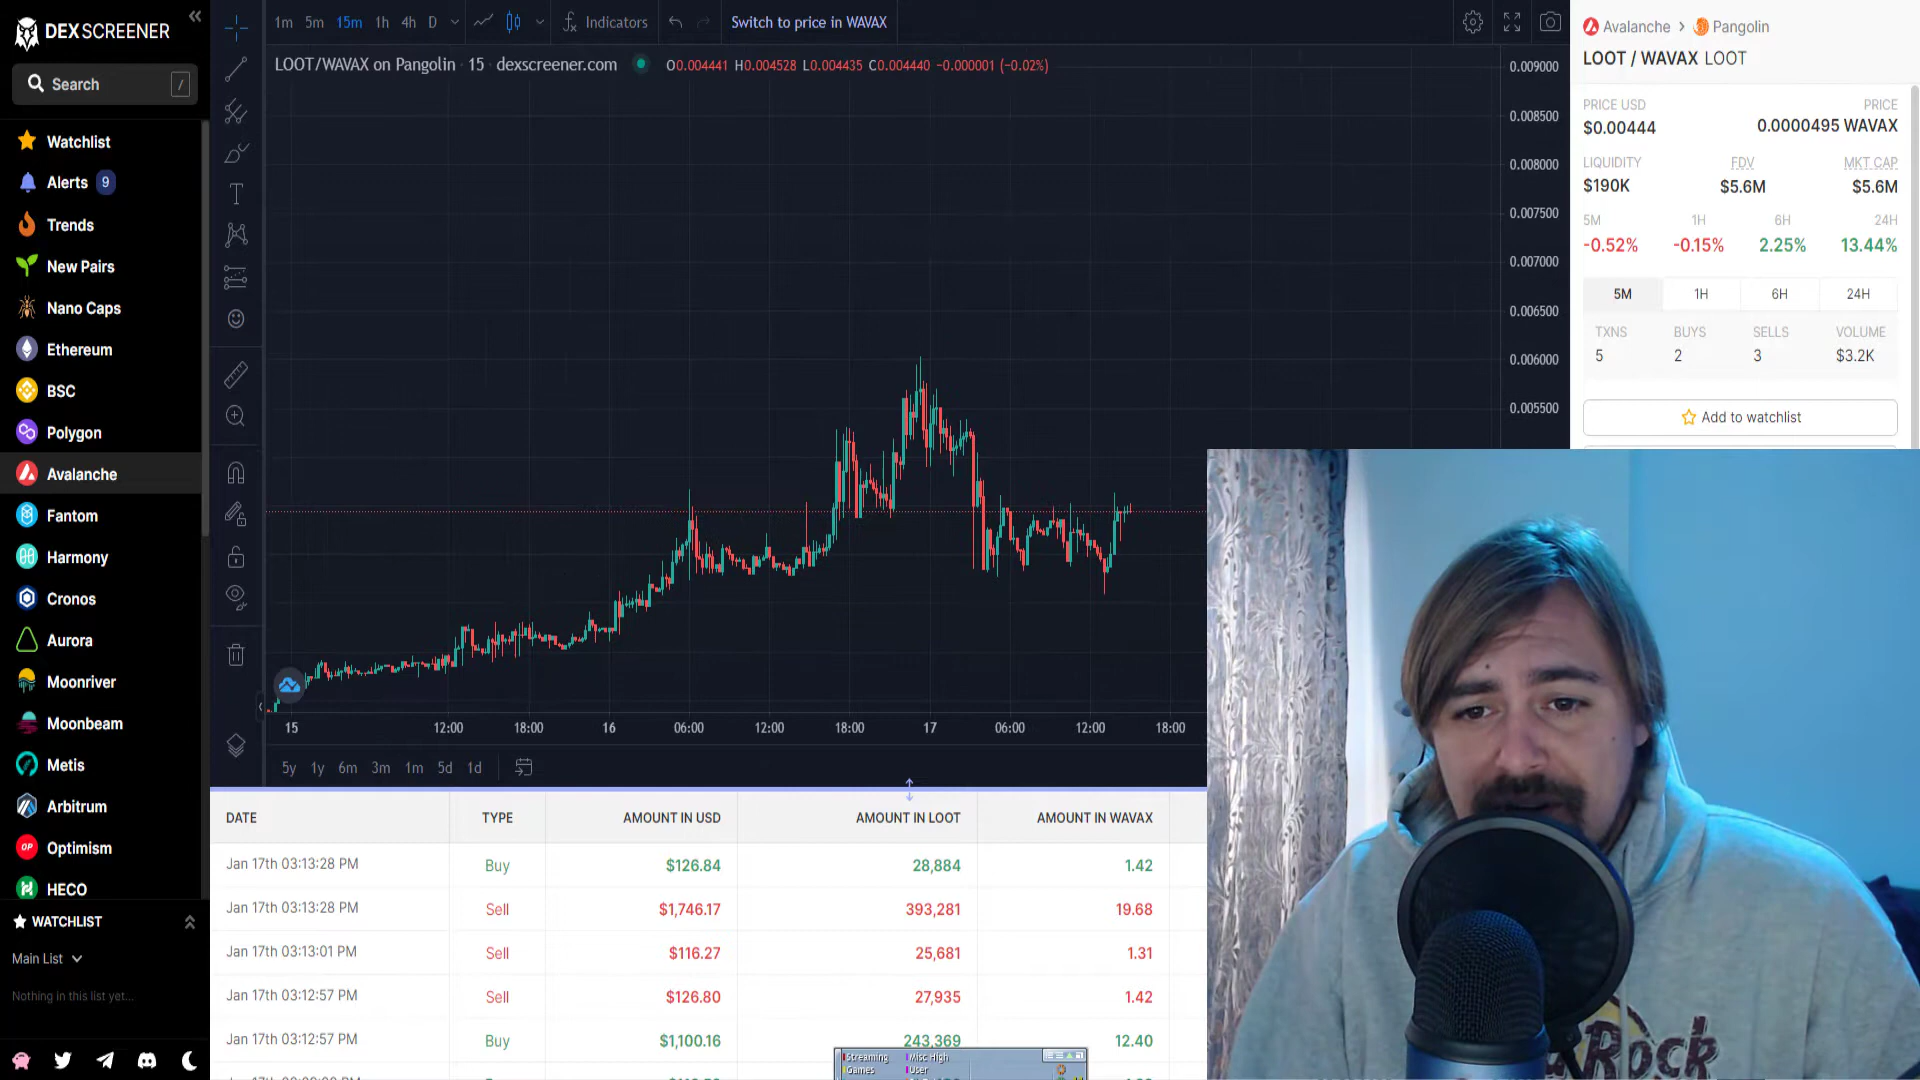 DEX SCREENER
Search /
Watchlist
Alerts 9
Trends
New Pairs
Nano Caps
Ethereum
BSC
Polygon
Avalanche
Fantom
Harmony
Cronos
Aurora
Moonriver
Moonbeam
Metis
Arbitrum
Optimism
HECO
WATCHLIST
Main List
Nothing in this list yet...
1m 5m 15m 1h 4h D Indicators Switch to price in WAVAX
LOOT/WAVAX on Pangolin · 15 · dexscreener.com O0.004441 H0.004528 L0.004435 C0.004440 −0.000001 (−0.02%)
0.009000
0.008500
0.008000
0.007500
0.007000
0.006500
0.006000
0.005500
15 12:00 18:00 16 06:00 12:00 18:00 17 06:00 12:00 18:00
5y 1y 6m 3m 1m 5d 1d
DATE TYPE AMOUNT IN USD AMOUNT IN LOOT AMOUNT IN WAVAX
Jan 17th 03:13:28 PM Buy $126.84 28,884 1.42
Jan 17th 03:13:28 PM Sell $1,746.17 393,281 19.68
Jan 17th 03:13:01 PM Sell $116.27 25,681 1.31
Jan 17th 03:12:57 PM Sell $126.80 27,935 1.42
Jan 17th 03:12:57 PM Buy $1,100.16 243,369 12.40
Streaming Misc High
Games User
Avalanche > Pangolin
LOOT / WAVAX LOOT
PRICE USD PRICE
$0.00444 0.0000495 WAVAX
LIQUIDITY FDV MKT CAP
$190K $5.6M $5.6M
5M 1H 6H 24H
-0.52% -0.15% 2.25% 13.44%
5M 1H 6H 24H
TXNS BUYS SELLS VOLUME
5 2 3 $3.2K
Add to watchlist
Rock